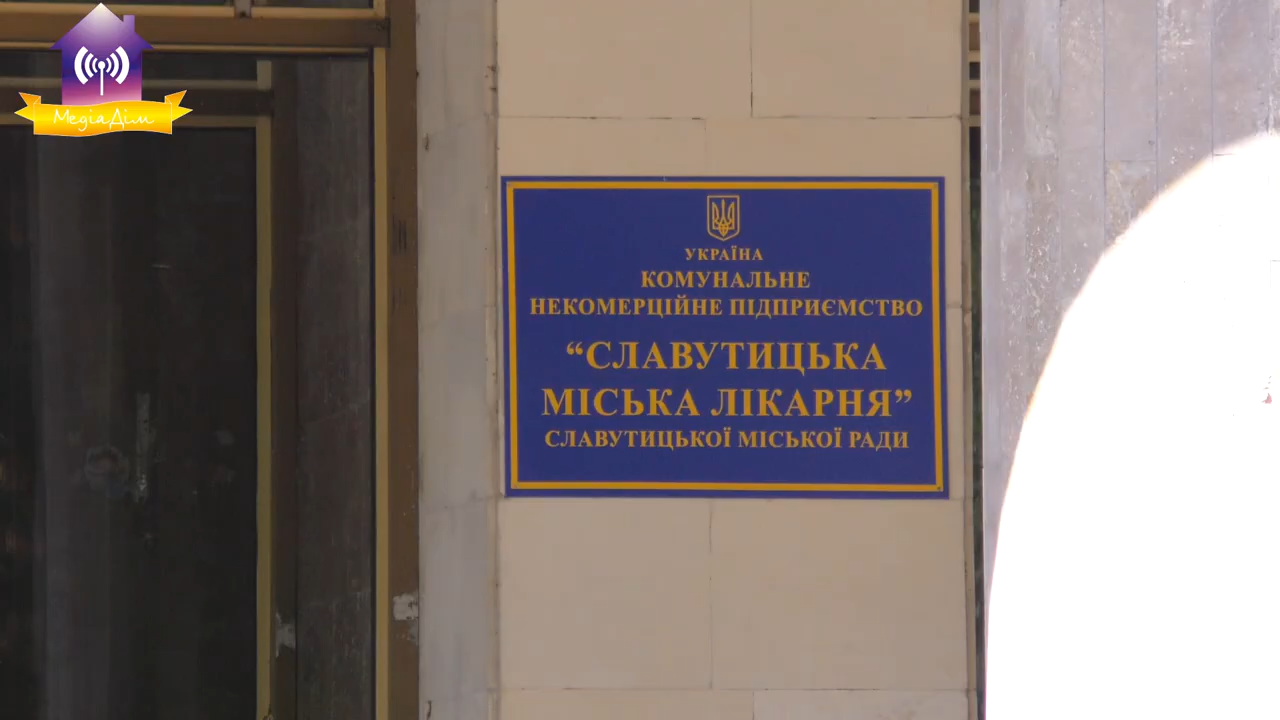 МедіаДім
УКРАЇНА
КОМУНАЛЬНЕ
НЕКОМЕРЦІЙНЕ ПІДПРИЄМСТВО
“СЛАВУТИЦЬКА
МІСЬКА ЛІКАРНЯ”
СЛАВУТИЦЬКОЇ МІСЬКОЇ РАДИ